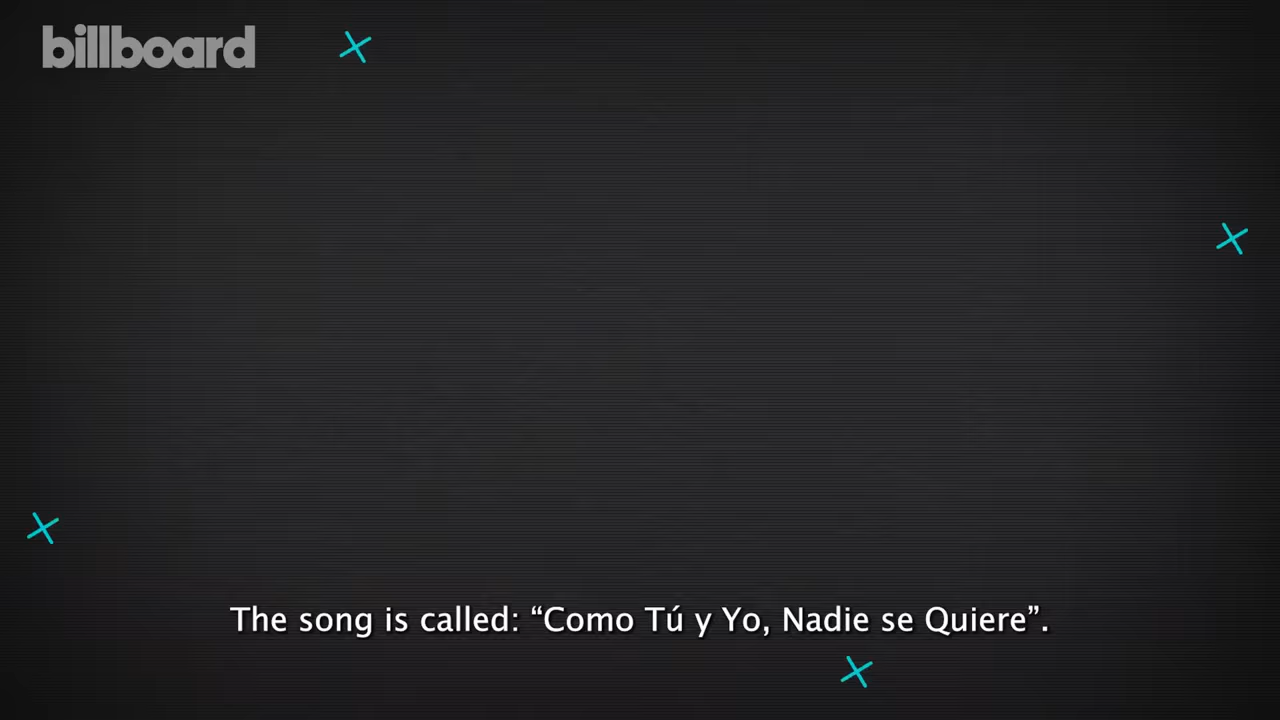 billboard
The song is called: “Como Tú y Yo, Nadie se Quiere”.